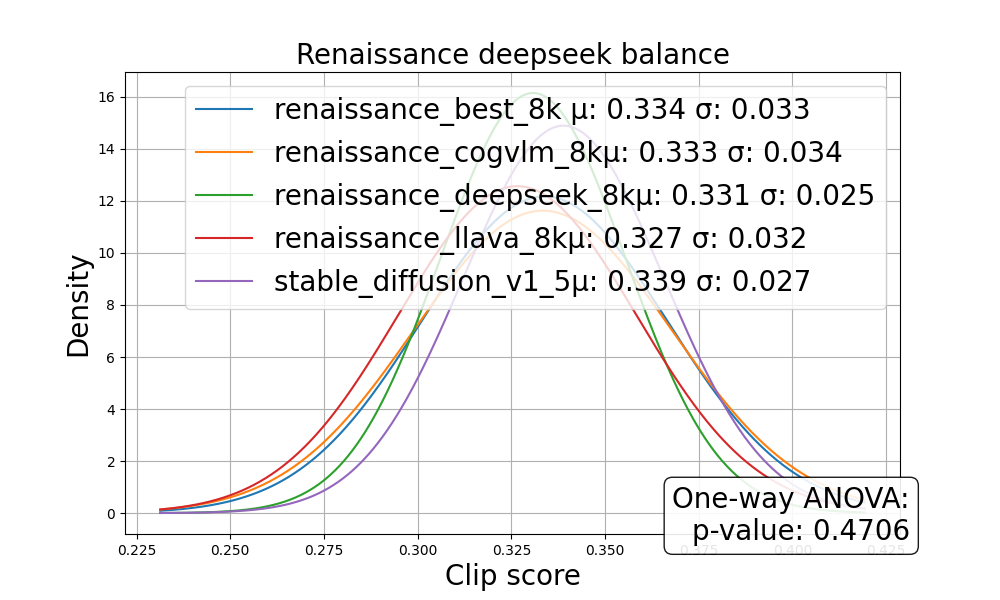 Renaissance deepseek balance
renaissance_best_8k μ: 0.334 σ: 0.033
renaissance_cogvlm_8kμ: 0.333 σ: 0.034
renaissance_deepseek_8kμ: 0.331 σ: 0.025
renaissance_llava_8kμ: 0.327 σ: 0.032
stable_diffusion_v1_5μ: 0.339 σ: 0.027
Density
16
14
12
10
8
6
4
2
0
One-way ANOVA:
p-value: 0.4706
0.225 0.250 0.275 0.300 0.325 0.350 0.375 0.400 0.425
Clip score